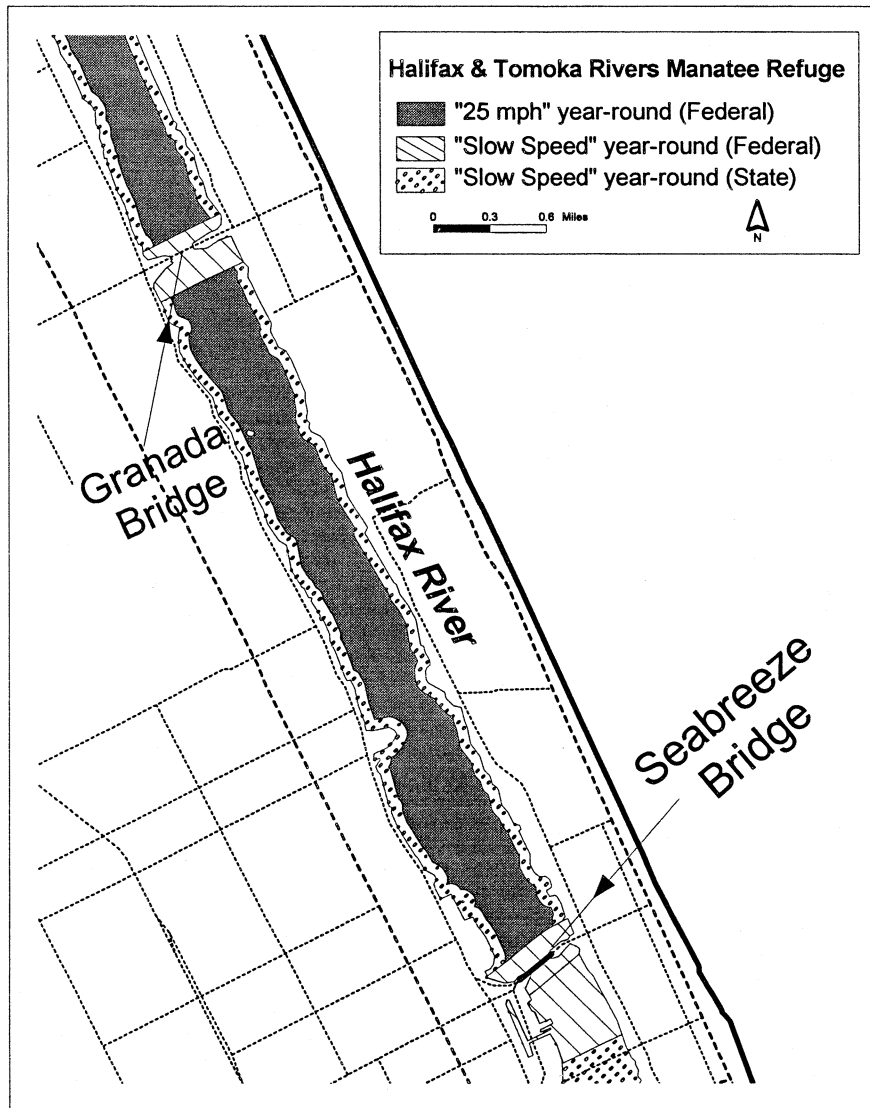 Halifax & Tomoka Rivers Manatee Refuge
"25 mph" year-round (Federal)
"Slow Speed" year-round (Federal)
"Slow Speed" year-round (State)
0 0.3 0.6 Miles
N
Granada
Bridge
Halifax River
Seabreeze
Bridge